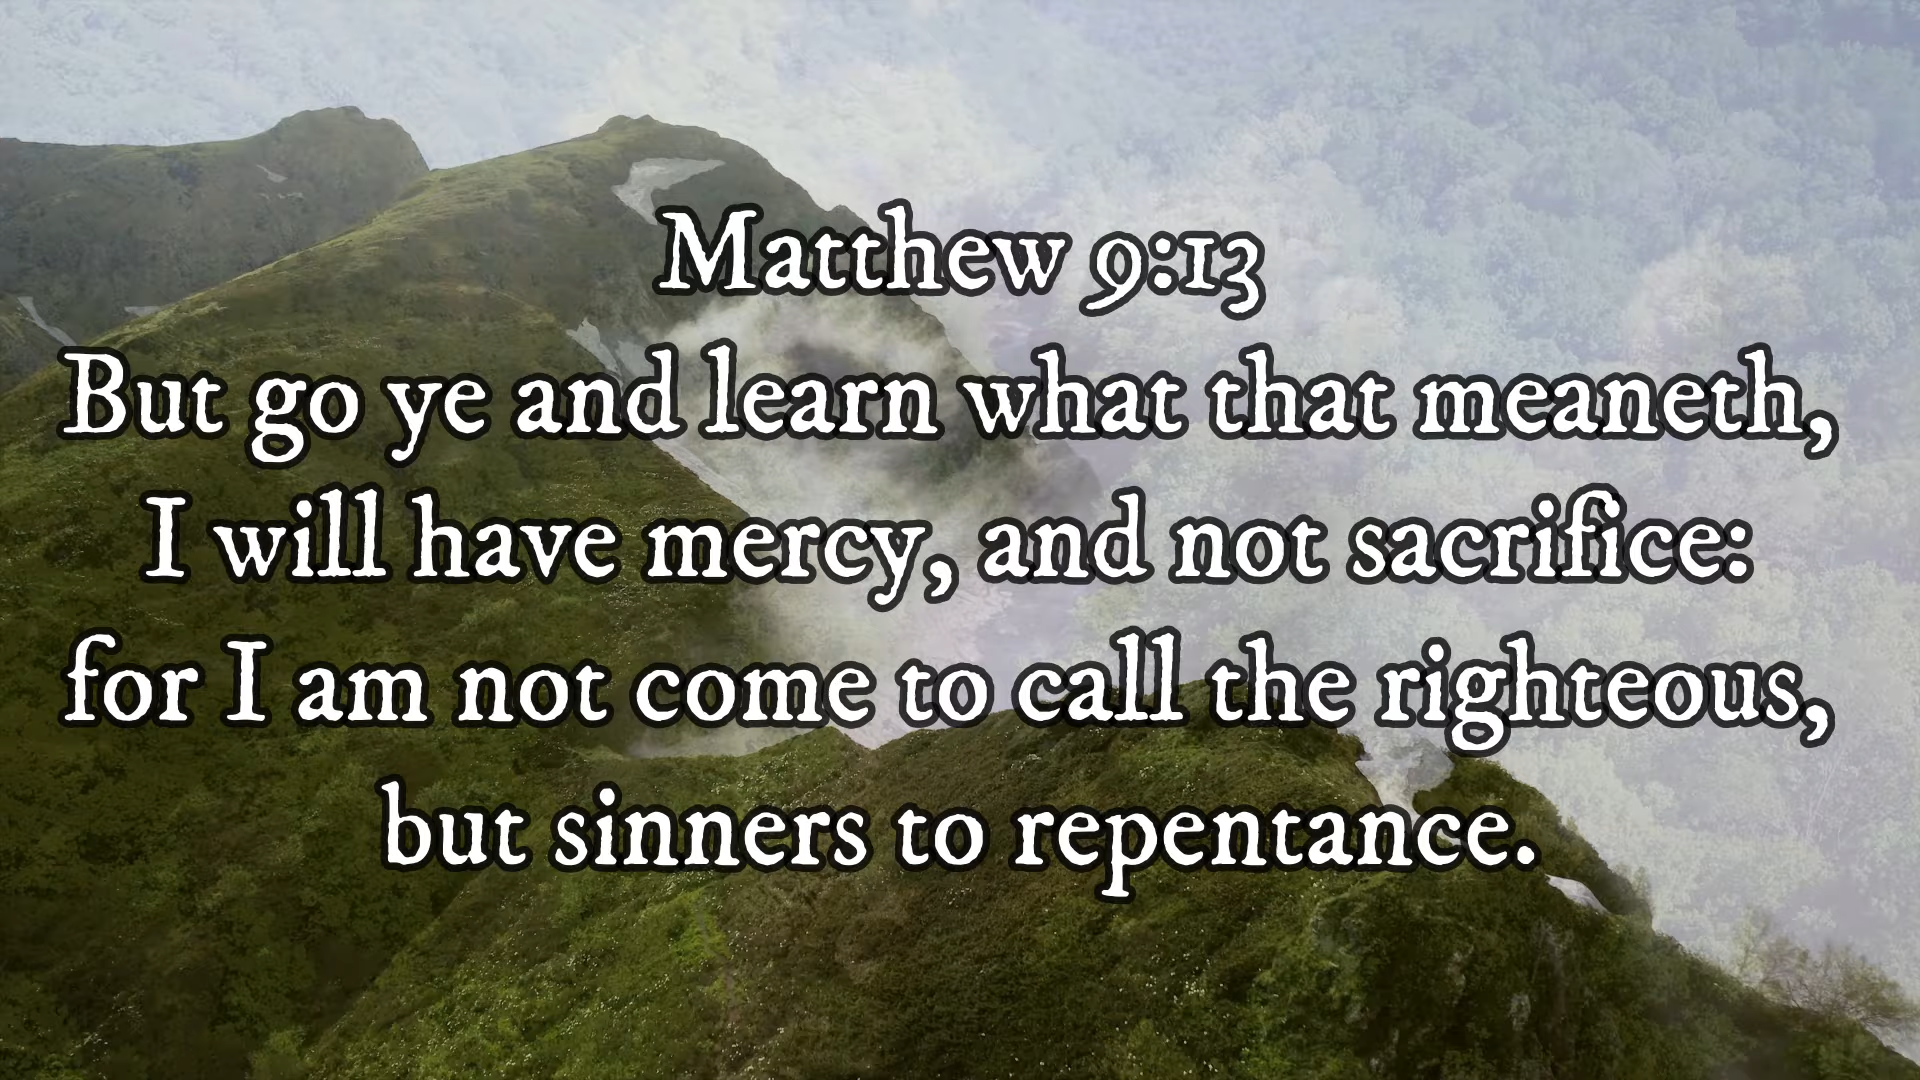 Matthew 9:13
But go ye and learn what that meaneth,
I will have mercy, and not sacrifice:
for I am not come to call the righteous,
but sinners to repentance.